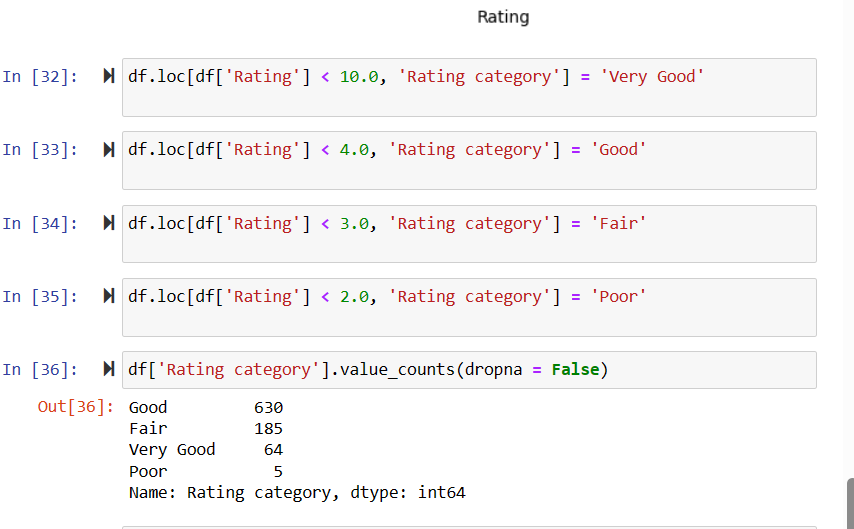 Rating
In [32]: df.loc[df['Rating'] < 10.0, 'Rating category'] = 'Very Good'
In [33]: df.loc[df['Rating'] < 4.0, 'Rating category'] = 'Good'
In [34]: df.loc[df['Rating'] < 3.0, 'Rating category'] = 'Fair'
In [35]: df.loc[df['Rating'] < 2.0, 'Rating category'] = 'Poor'
In [36]: df['Rating category'].value_counts(dropna = False)
Out[36]: Good         630
Fair         185
Very Good     64
Poor           5
Name: Rating category, dtype: int64